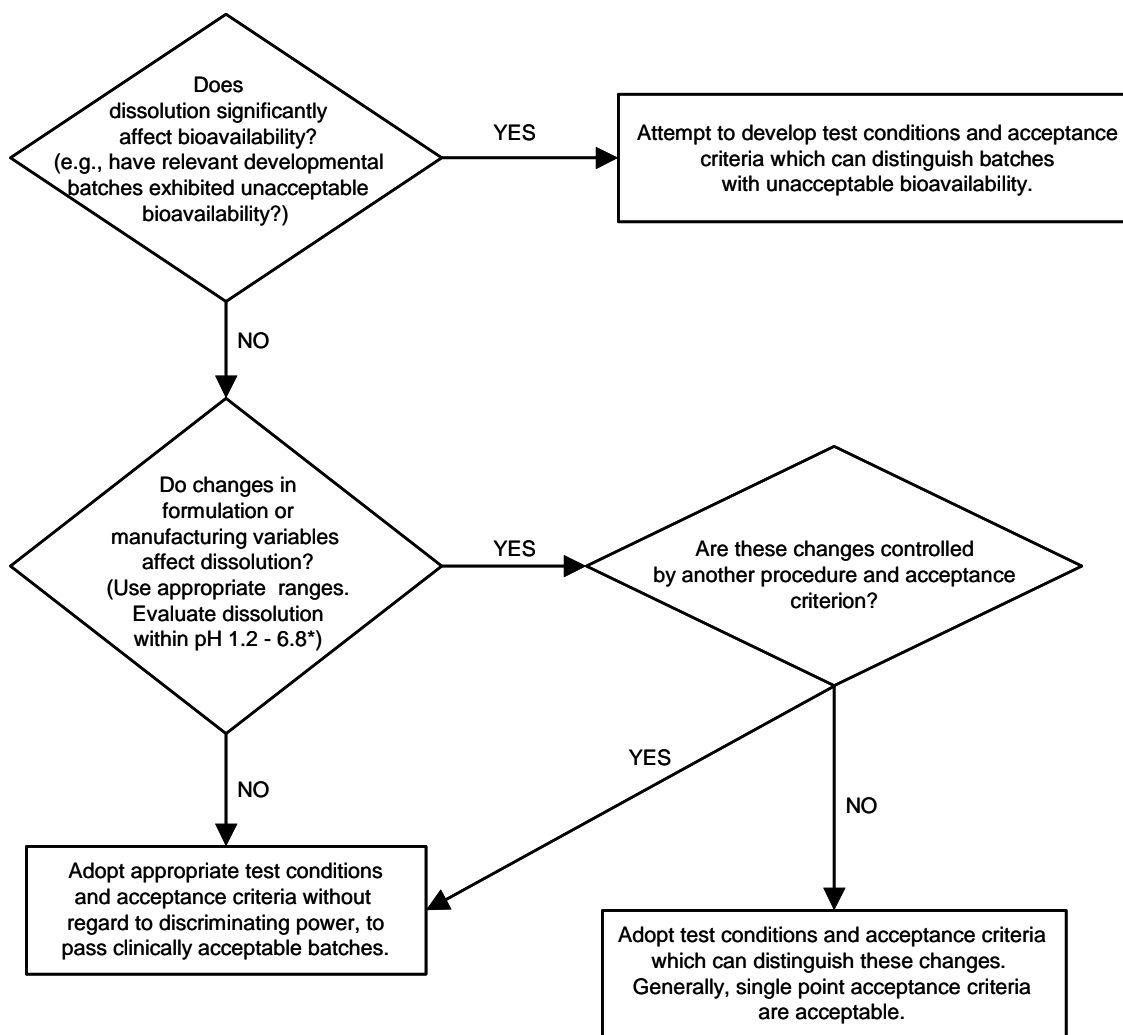 Does
dissolution significantly
affect bioavailability?
(e.g., have relevant developmental
batches exhibited unacceptable
bioavailability?)
YES
Attempt to develop test conditions and acceptance
criteria which can distinguish batches
with unacceptable bioavailability.
NO
Do changes in
formulation or
manufacturing variables
affect dissolution?
(Use appropriate ranges.
Evaluate dissolution
within pH 1.2 - 6.8*)
YES
Are these changes controlled
by another procedure and acceptance
criterion?
YES
NO
NO
Adopt appropriate test conditions
and acceptance criteria without
regard to discriminating power, to
pass clinically acceptable batches.
Adopt test conditions and acceptance criteria
which can distinguish these changes.
Generally, single point acceptance criteria
are acceptable.